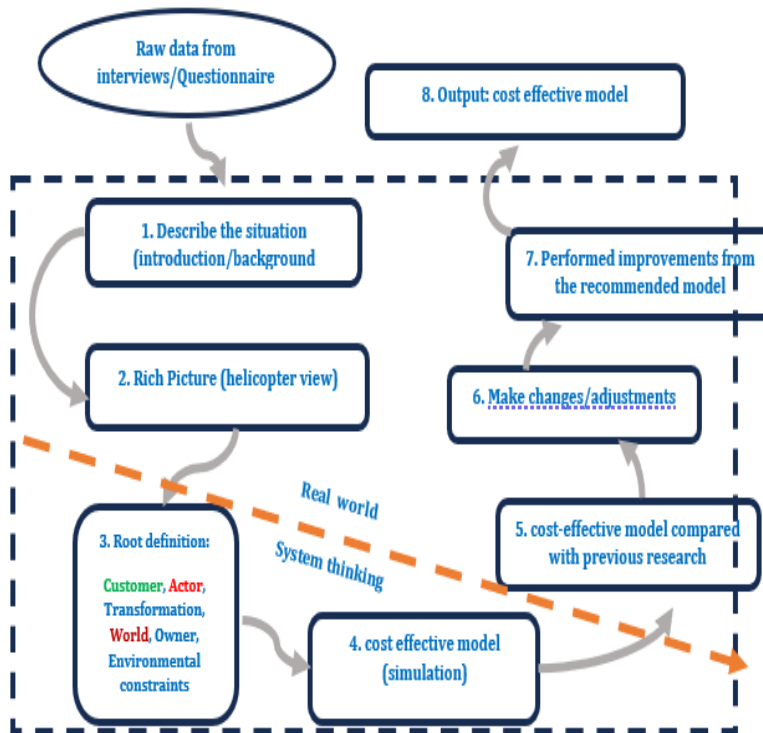 Raw data from
interviews/Questionnaire
1. Describe the situation
(introduction/background
2. Rich Picture (helicopter view)
3. Root definition:
Customer, Actor,
Transformation,
World, Owner,
Environmental
constraints
4. cost effective model
(simulation)
5. cost-effective model compared
with previous research
6. Make changes/adjustments
7. Performed improvements from
the recommended model
8. Output: cost effective model
Real world
System thinking